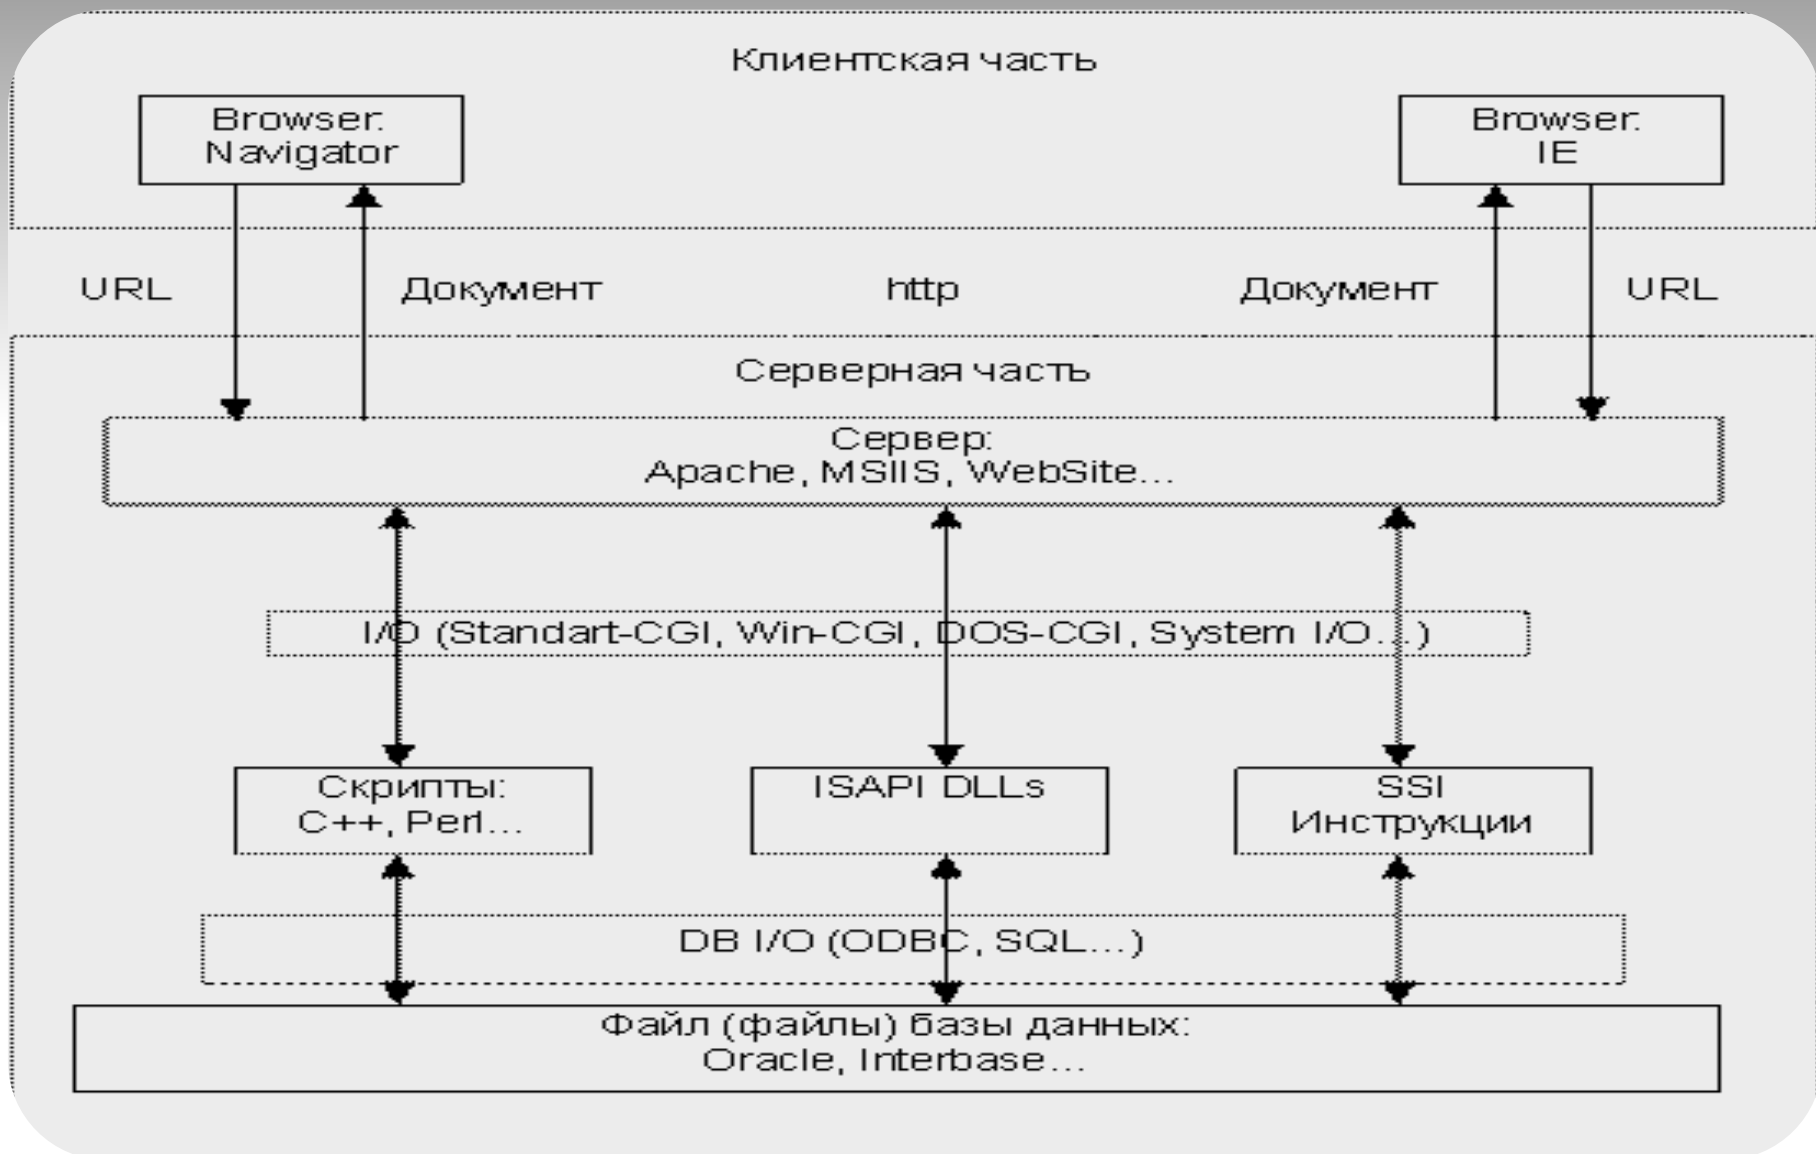 Клиентская часть
Browser: Navigator
Browser: IE
URL
Документ
http
Документ
URL
Серверная часть
Сервер:
Apache, MSIIS, WebSite...
I/O (Standart-CGI, Win-CGI, DOS-CGI, System I/O...)
Скрипты:
C++, Perl...
ISAPI DLLs
SSI
Инструкции
DB I/O (ODBC, SQL...)
Файл (файлы) базы данных:
Oracle, Interbase...